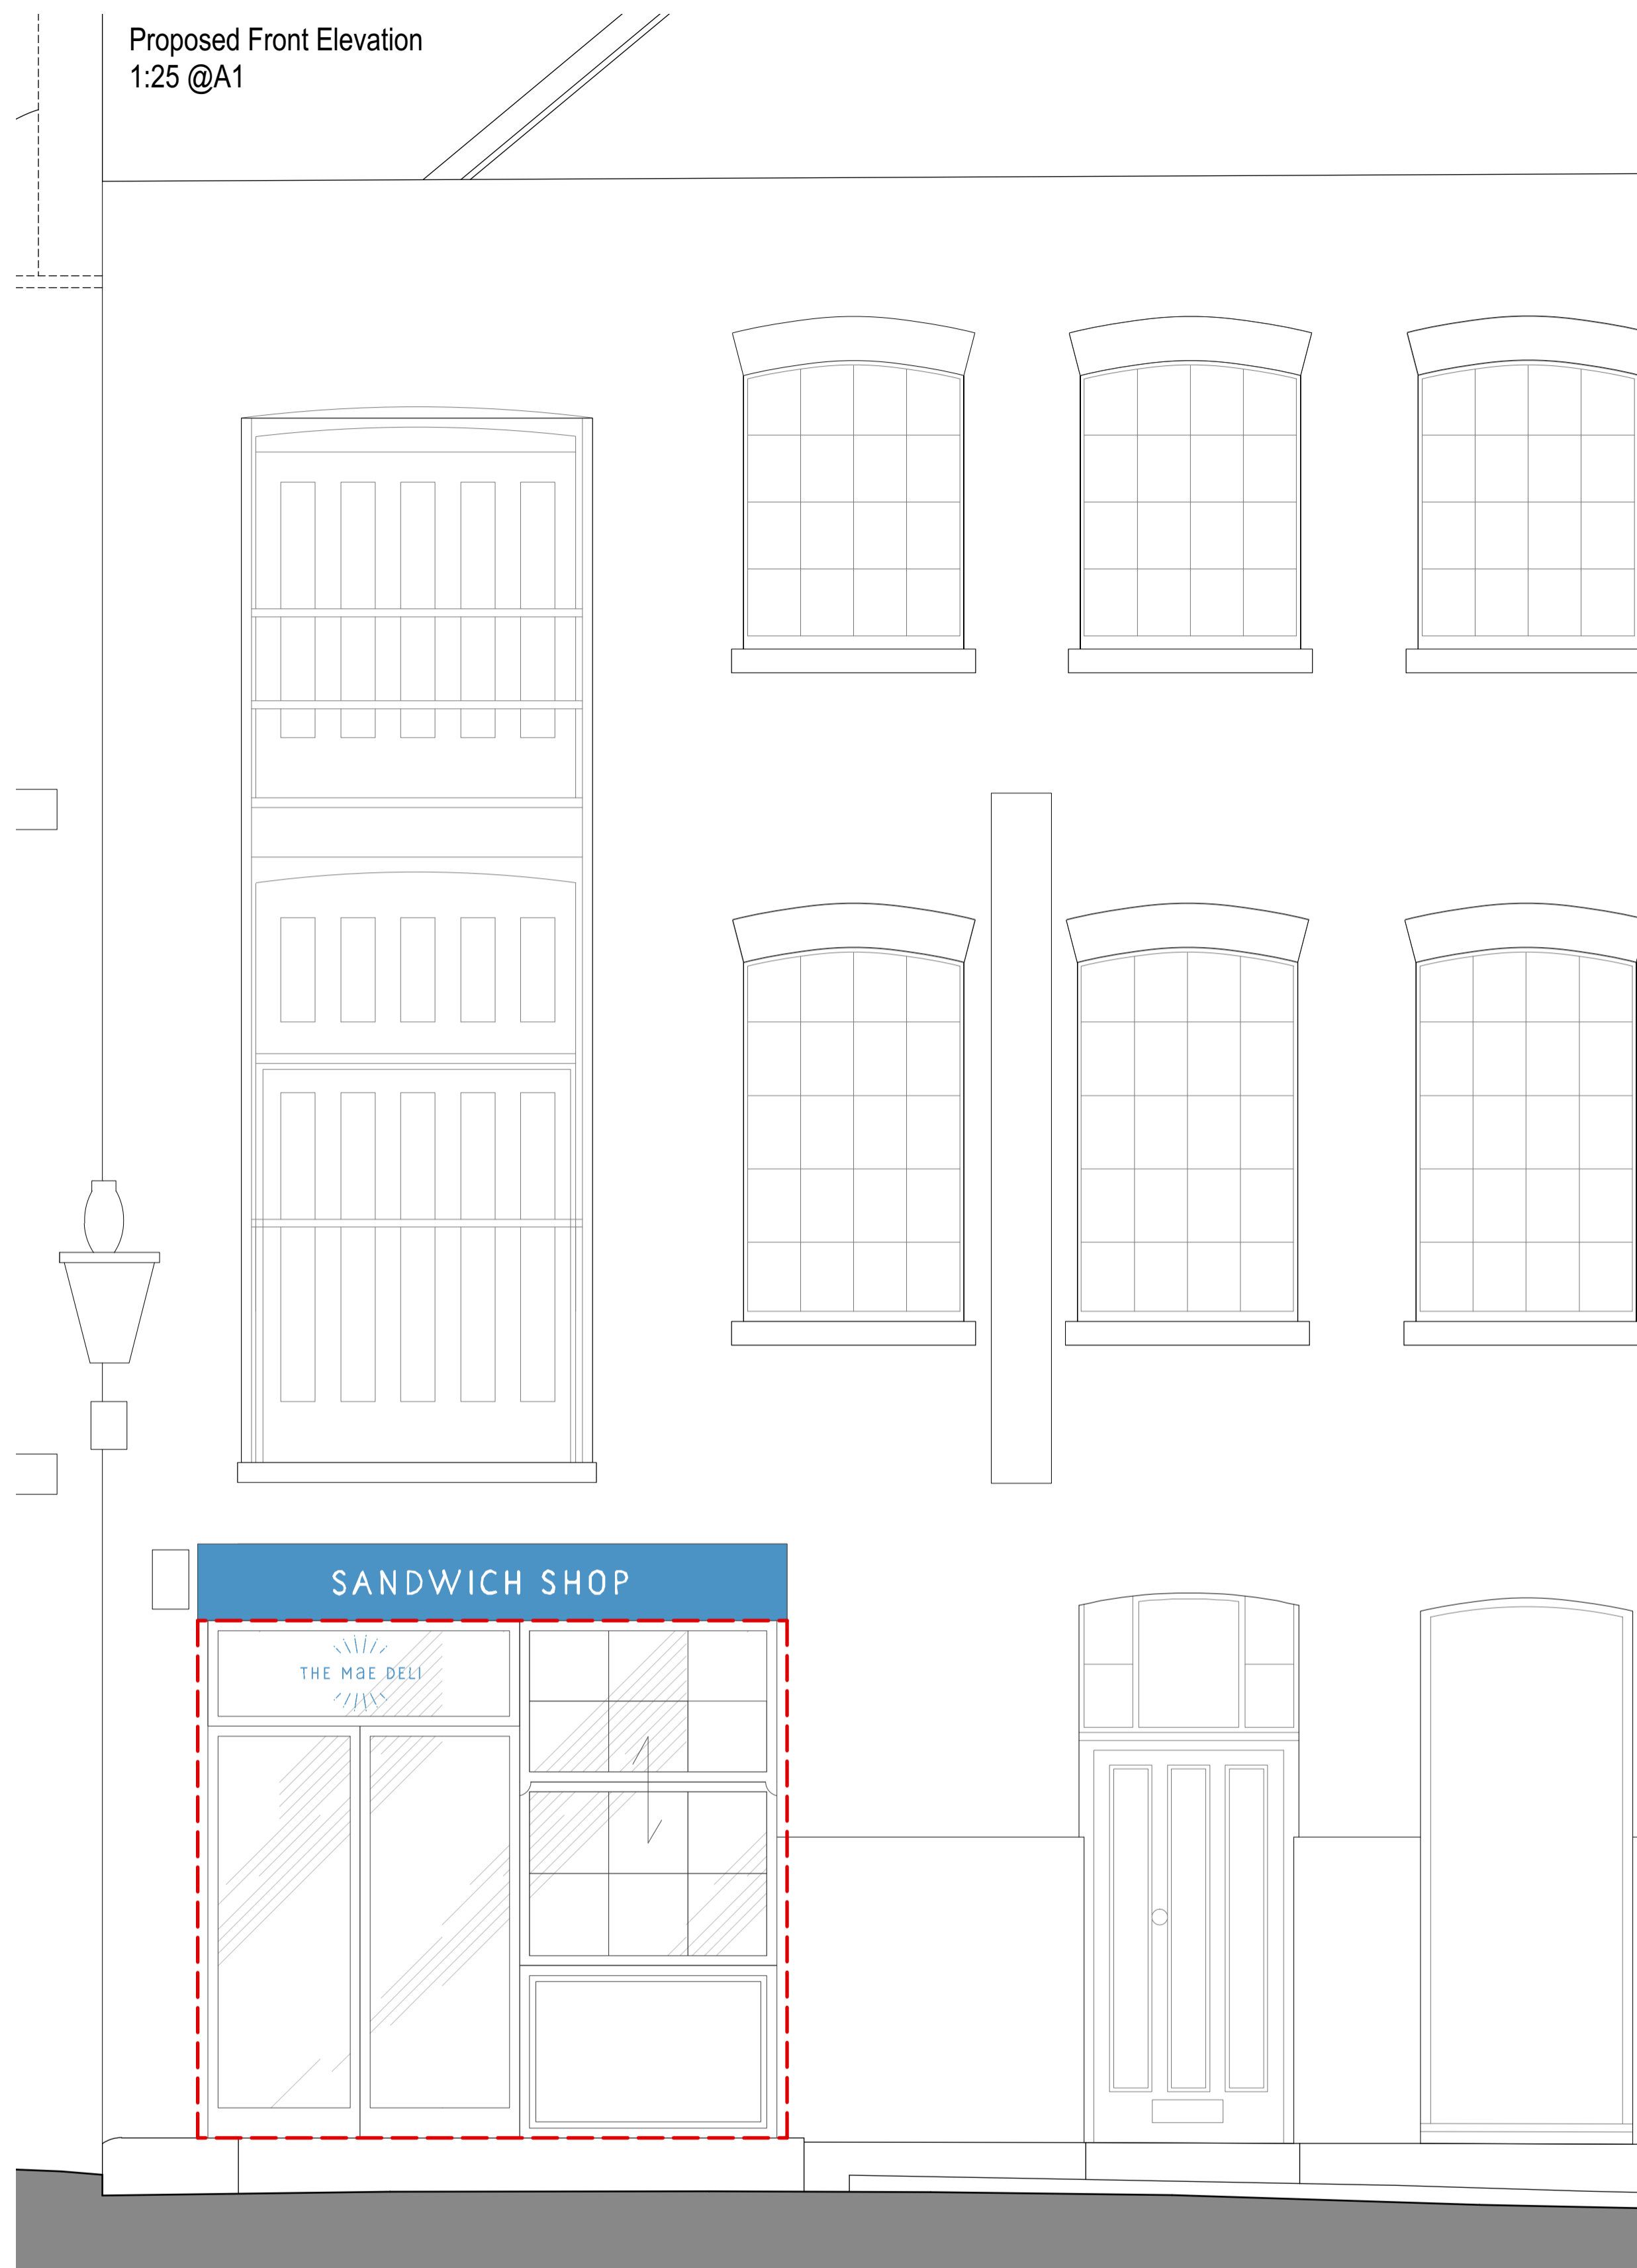 Proposed Front Elevation
1:25 @A1
SANDWICH SHOP
THE MaE DELI